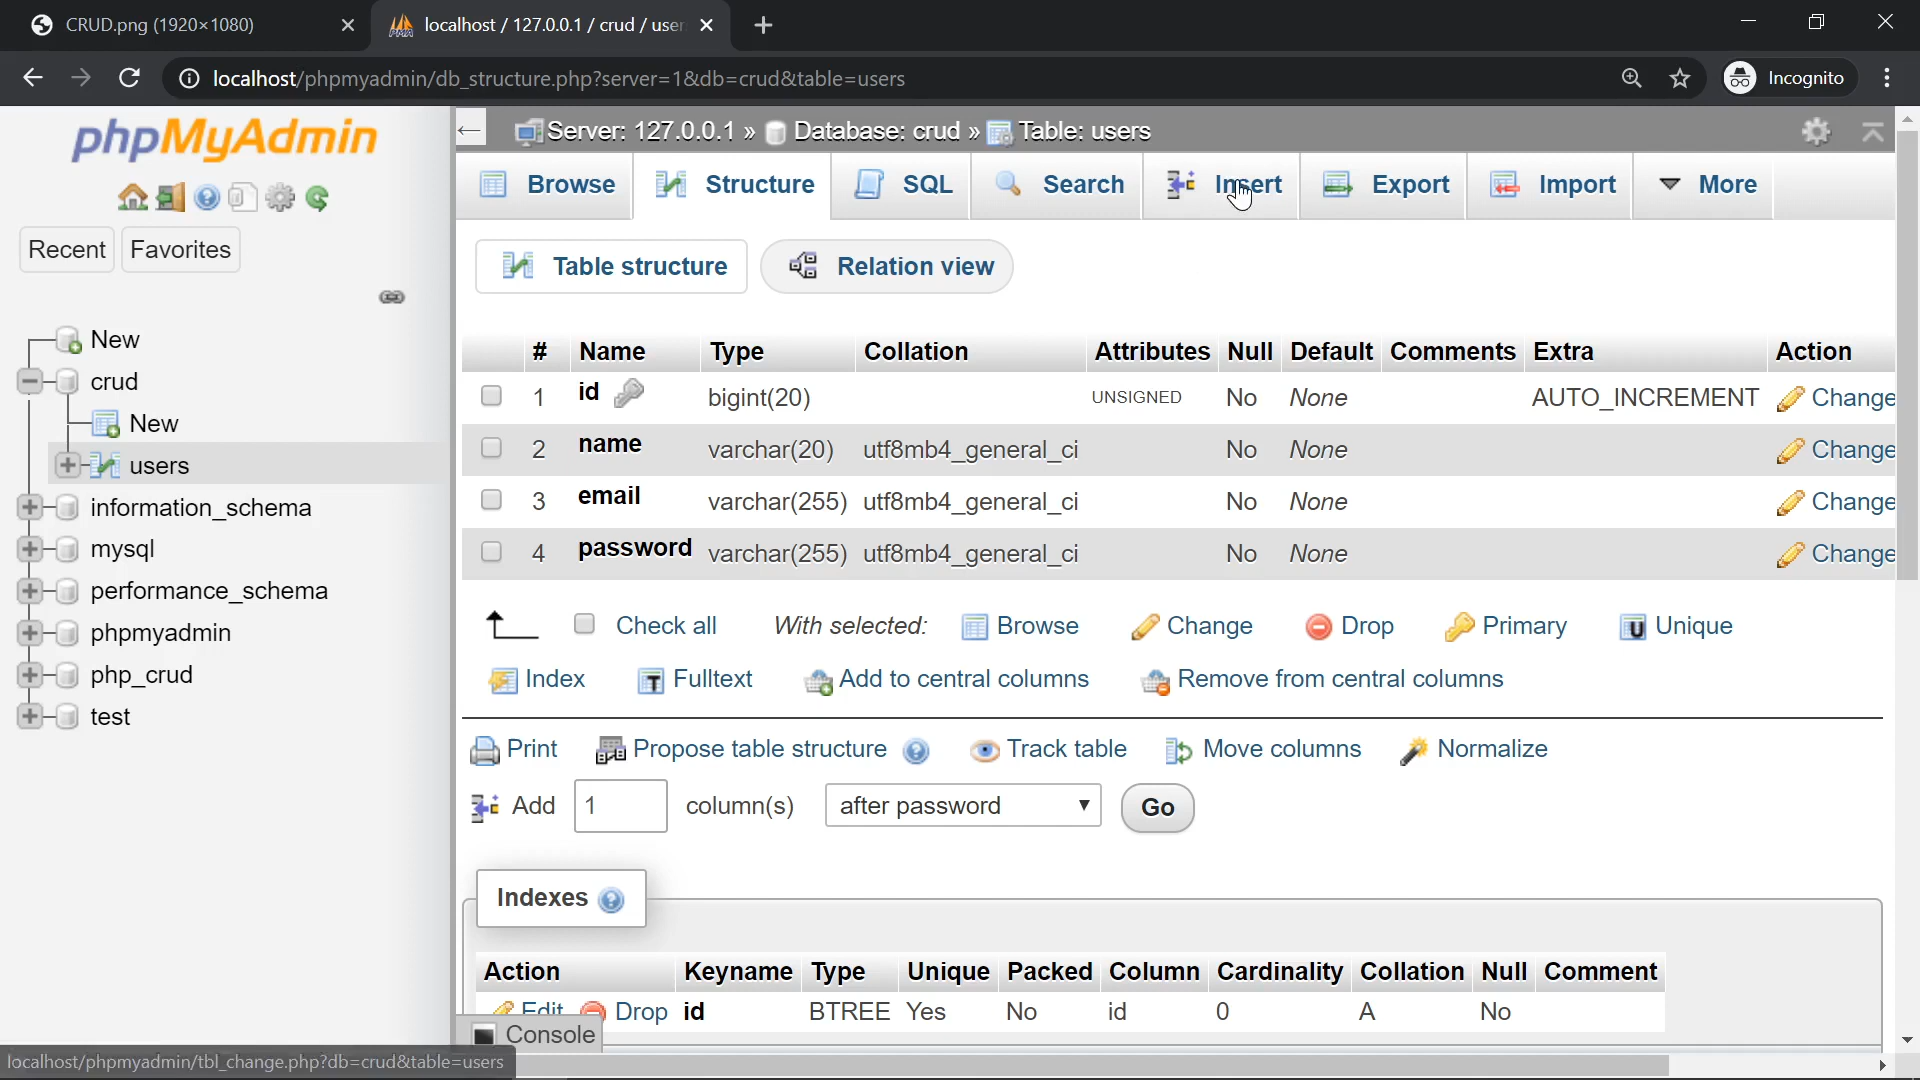 CRUD.png (1920×1080)
localhost / 127.0.0.1 / crud / user
localhost/phpmyadmin/db_structure.php?server=1&db=crud&table=users
Incognito
phpMyAdmin
Recent Favorites
New
crud
New
users
information_schema
mysql
performance_schema
phpmyadmin
php_crud
test
Server: 127.0.0.1 » Database: crud » Table: users
Browse Structure SQL Search Insert Export Import More
Table structure Relation view
# Name Type Collation Attributes Null Default Comments Extra Action
1 id bigint(20) UNSIGNED No None AUTO_INCREMENT Change
2 name varchar(20) utf8mb4_general_ci No None Change
3 email varchar(255) utf8mb4_general_ci No None Change
4 password varchar(255) utf8mb4_general_ci No None Change
Check all With selected: Browse Change Drop Primary Unique
Index Fulltext Add to central columns Remove from central columns
Print Propose table structure Track table Move columns Normalize
Add 1 column(s) after password Go
Indexes
Action Keyname Type Unique Packed Column Cardinality Collation Null Comment
Edit Drop id BTREE Yes No id 0 A No
Console
localhost/phpmyadmin/tbl_change.php?db=crud&table=users